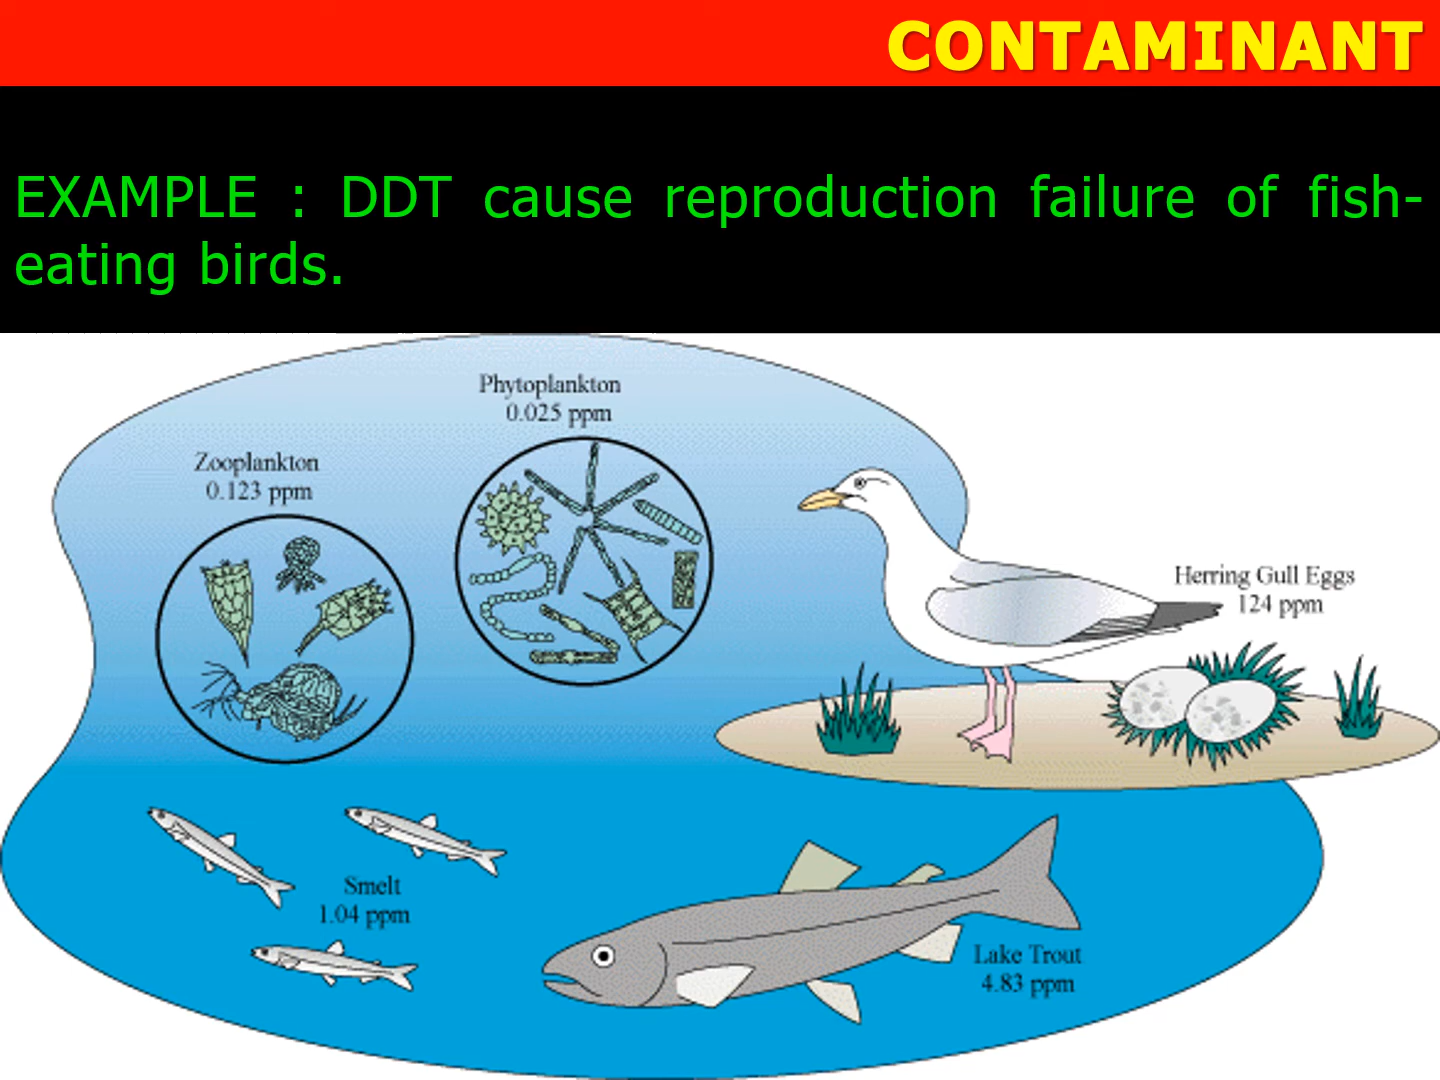 CONTAMINANT
EXAMPLE : DDT cause reproduction failure of fish-
eating birds.
Phytoplankton
0.025 ppm
Zooplankton
0.123 ppm
Herring Gull Eggs
124 ppm
Smelt
1.04 ppm
Lake Trout
4.83 ppm